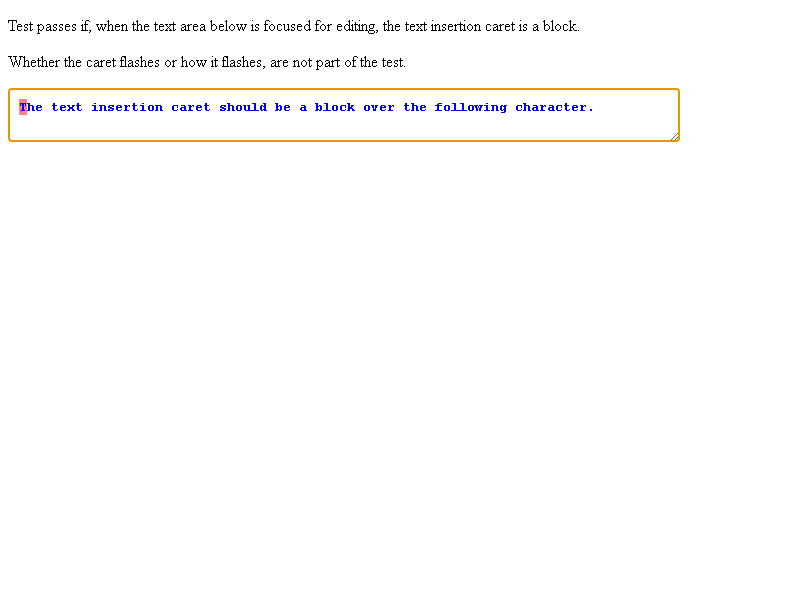 Test passes if, when the text area below is focused for editing, the text insertion caret is a block.
Whether the caret flashes or how it flashes, are not part of the test.
The text insertion caret should be a block over the following character.